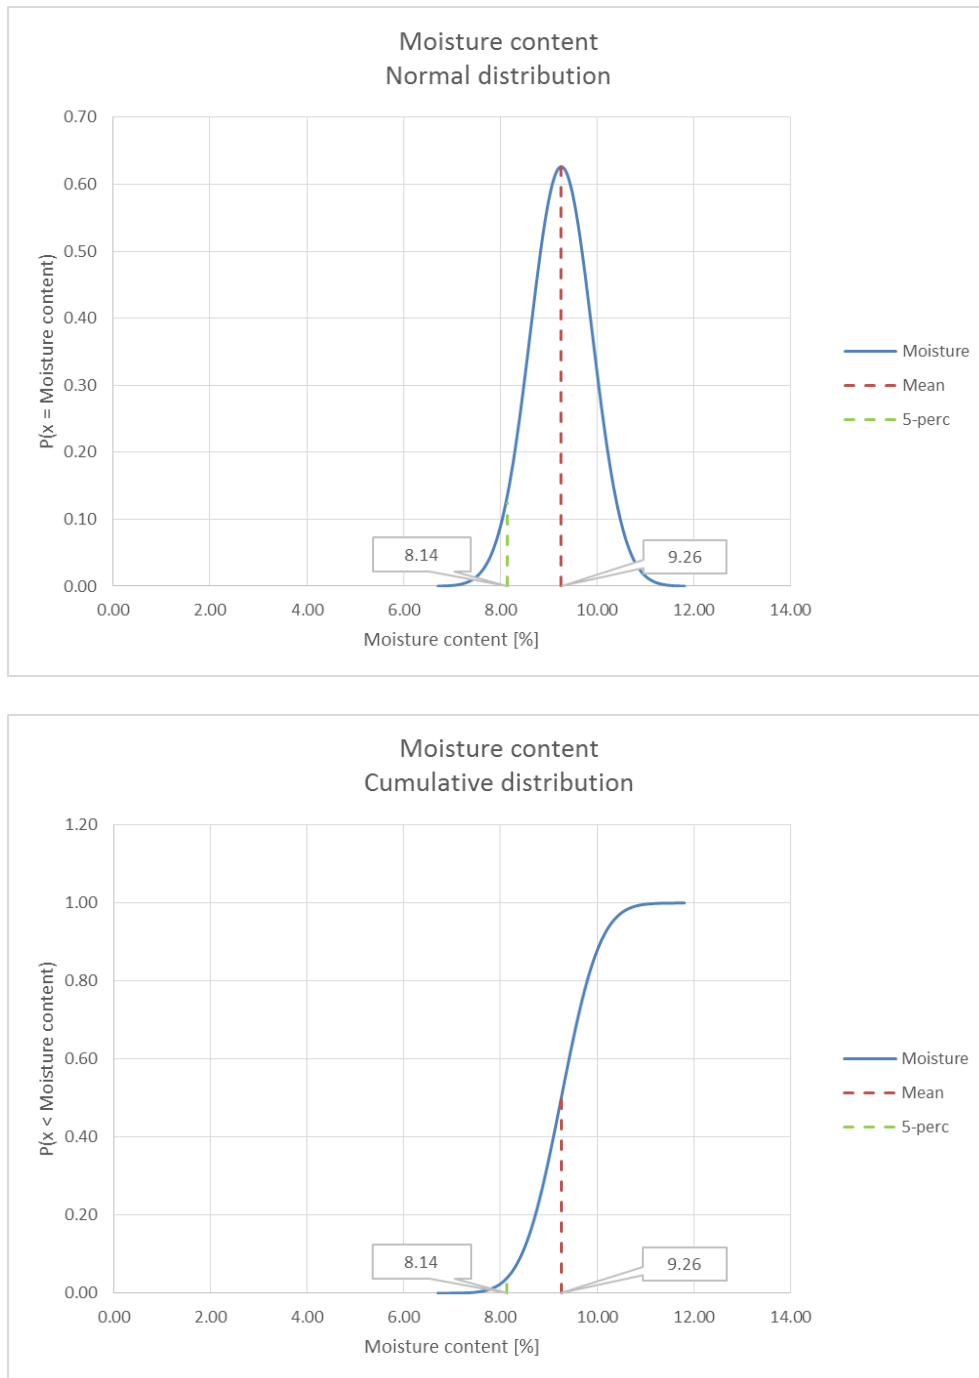 Moisture content
Normal distribution
0.70
0.60
0.50
0.40
0.30
0.20
0.10
0.00
P(x = Moisture content)
8.14
9.26
0.00 2.00 4.00 6.00 8.00 10.00 12.00 14.00
Moisture content [%]
Moisture
Mean
5-perc
Moisture content
Cumulative distribution
1.20
1.00
0.80
0.60
0.40
0.20
0.00
P(x < Moisture content)
8.14
9.26
0.00 2.00 4.00 6.00 8.00 10.00 12.00 14.00
Moisture content [%]
Moisture
Mean
5-perc